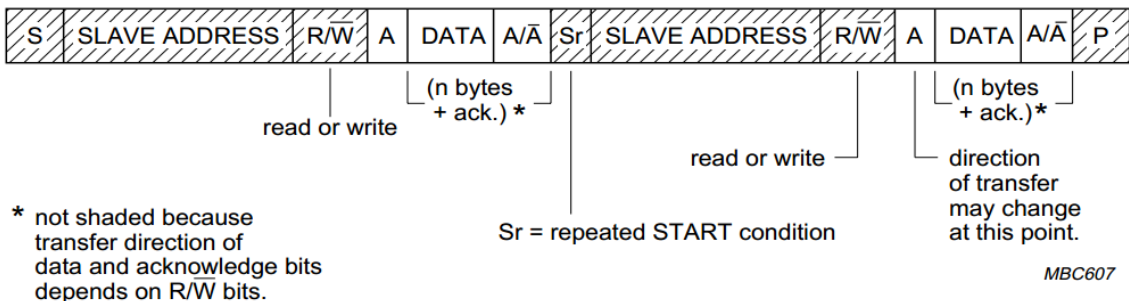 S SLAVE ADDRESS R/W̅ A DATA A/A̅ Sr SLAVE ADDRESS R/W̅ A DATA A/A̅ P
(n bytes
+ ack.) *
read or write
(n bytes
+ ack.) *
read or write
direction
of transfer
may change
at this point.
Sr = repeated START condition
* not shaded because
transfer direction of
data and acknowledge bits
depends on R/W̅ bits.
MBC607